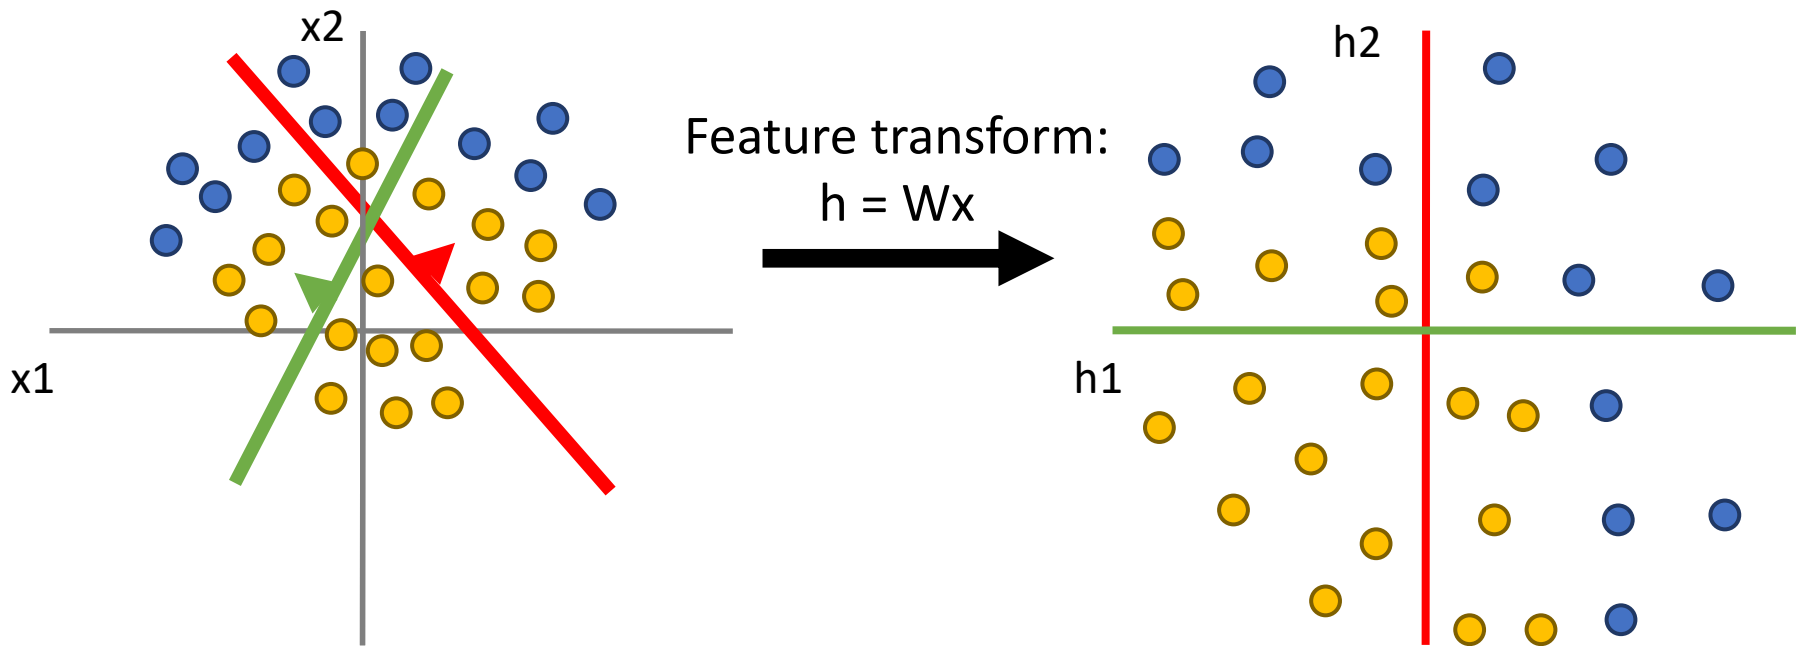 x2
x1
Feature transform:
h = Wx
h2
h1